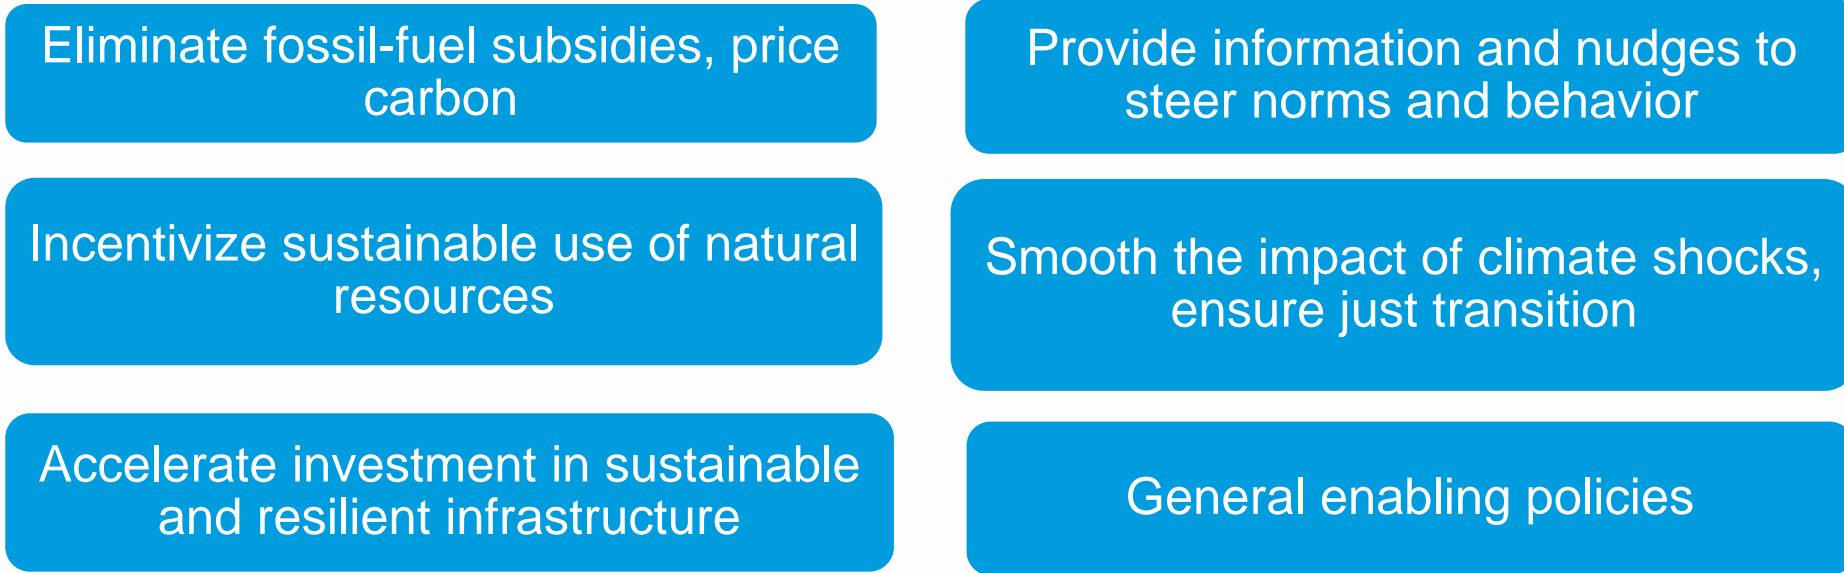 Eliminate fossil-fuel subsidies, price
carbon
Incentivize sustainable use of natural
resources
Accelerate investment in sustainable
and resilient infrastructure
Provide information and nudges to
steer norms and behavior
Smooth the impact of climate shocks,
ensure just transition
General enabling policies